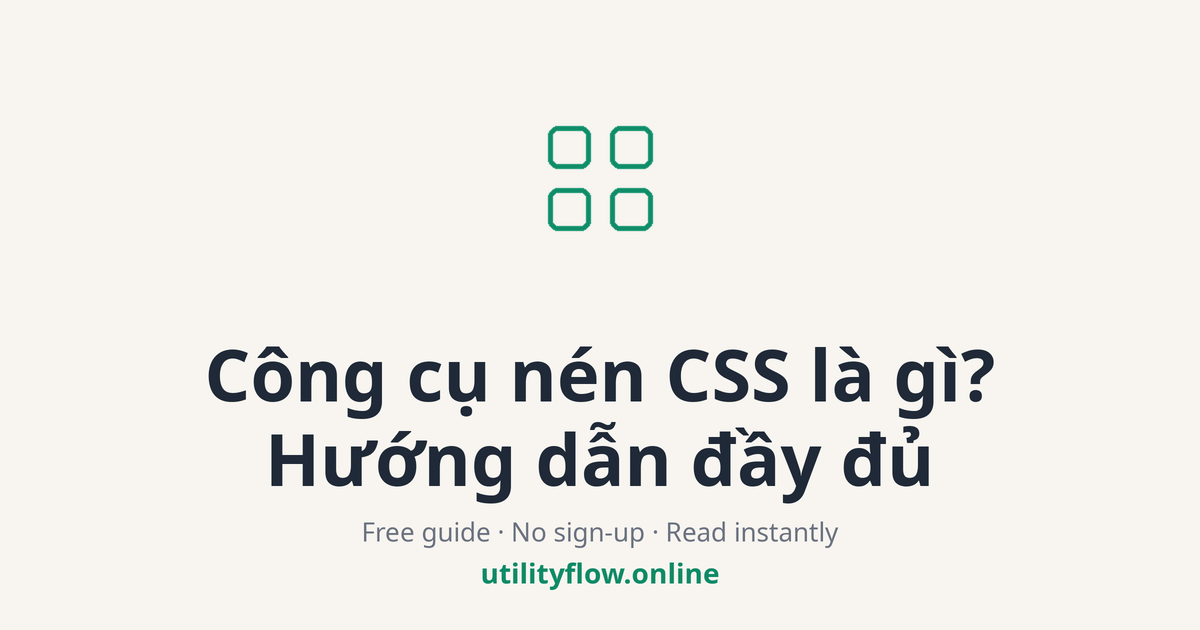 Công cụ nén CSS là gì?
Hướng dẫn đầy đủ
Free guide · No sign-up · Read instantly
utilityflow.online